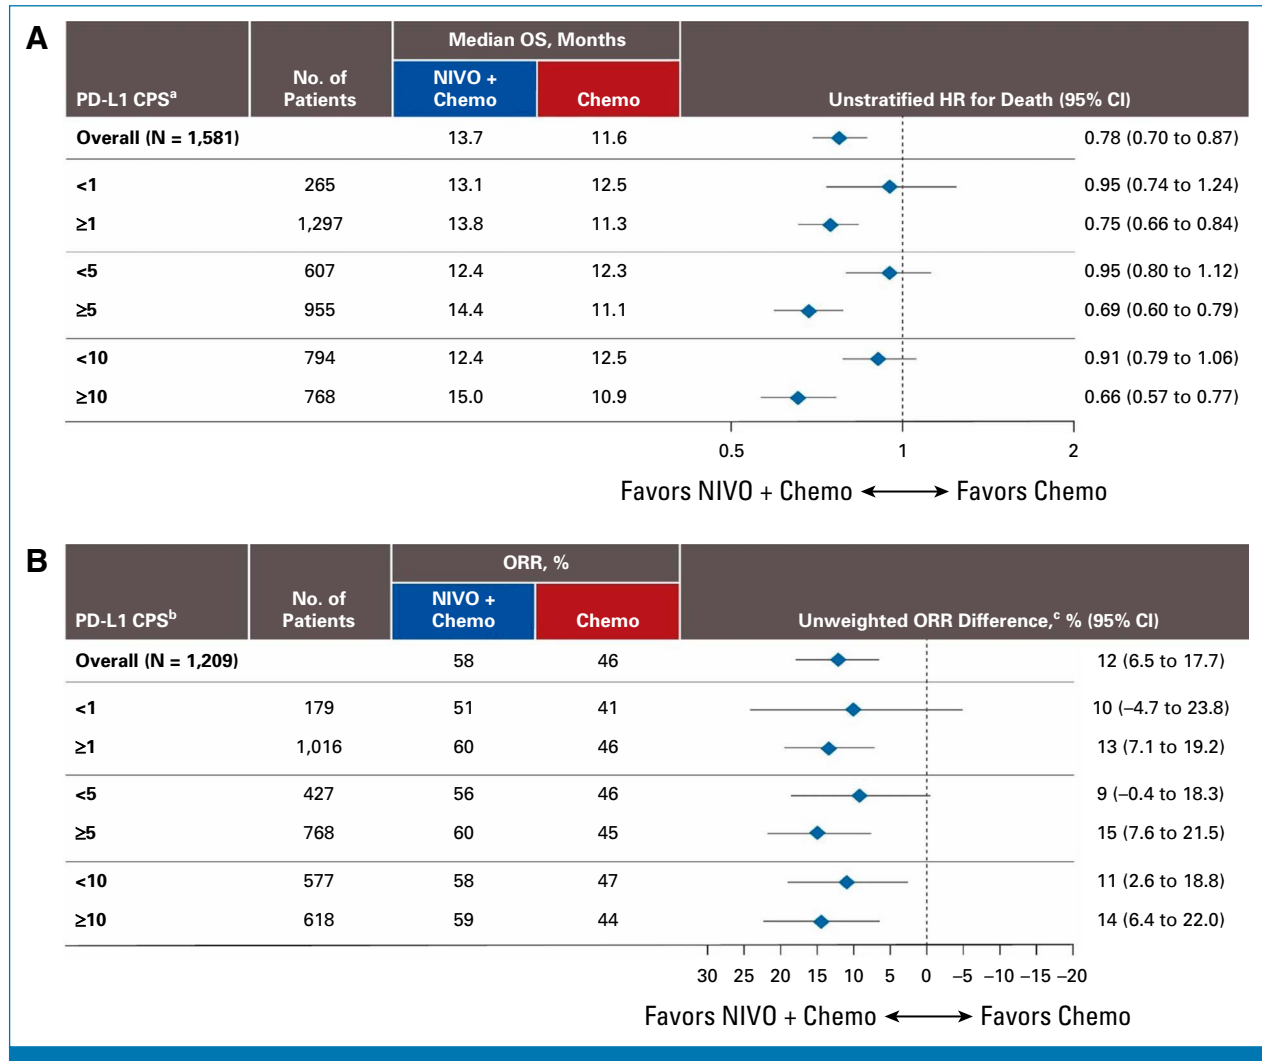 A
Median OS, Months
PD-L1 CPSa
No. of
Patients
NIVO +
Chemo
Chemo
Unstratified HR for Death (95% CI)
Overall (N = 1,581) 13.7 11.6 0.78 (0.70 to 0.87)
<1 265 13.1 12.5 0.95 (0.74 to 1.24)
≥1 1,297 13.8 11.3 0.75 (0.66 to 0.84)
<5 607 12.4 12.3 0.95 (0.80 to 1.12)
≥5 955 14.4 11.1 0.69 (0.60 to 0.79)
<10 794 12.4 12.5 0.91 (0.79 to 1.06)
≥10 768 15.0 10.9 0.66 (0.57 to 0.77)
0.5 1 2
Favors NIVO + Chemo Favors Chemo
B
ORR, %
PD-L1 CPSb
No. of
Patients
NIVO +
Chemo
Chemo
Unweighted ORR Difference,c % (95% CI)
Overall (N = 1,209) 58 46 12 (6.5 to 17.7)
<1 179 51 41 10 (–4.7 to 23.8)
≥1 1,016 60 46 13 (7.1 to 19.2)
<5 427 56 46 9 (–0.4 to 18.3)
≥5 768 60 45 15 (7.6 to 21.5)
<10 577 58 47 11 (2.6 to 18.8)
≥10 618 59 44 14 (6.4 to 22.0)
30 25 20 15 10 5 0 –5 –10 –15 –20
Favors NIVO + Chemo Favors Chemo